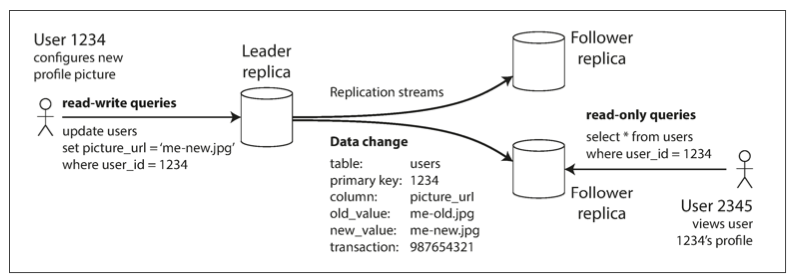 User 1234
configures new
profile picture
read-write queries
update users
set picture_url = 'me-new.jpg'
where user_id = 1234
Leader
replica
Replication streams
Data change
table: users
primary key: 1234
column: picture_url
old_value: me-old.jpg
new_value: me-new.jpg
transaction: 987654321
Follower
replica
read-only queries
select * from users
where user_id = 1234
Follower
replica
User 2345
views user
1234's profile